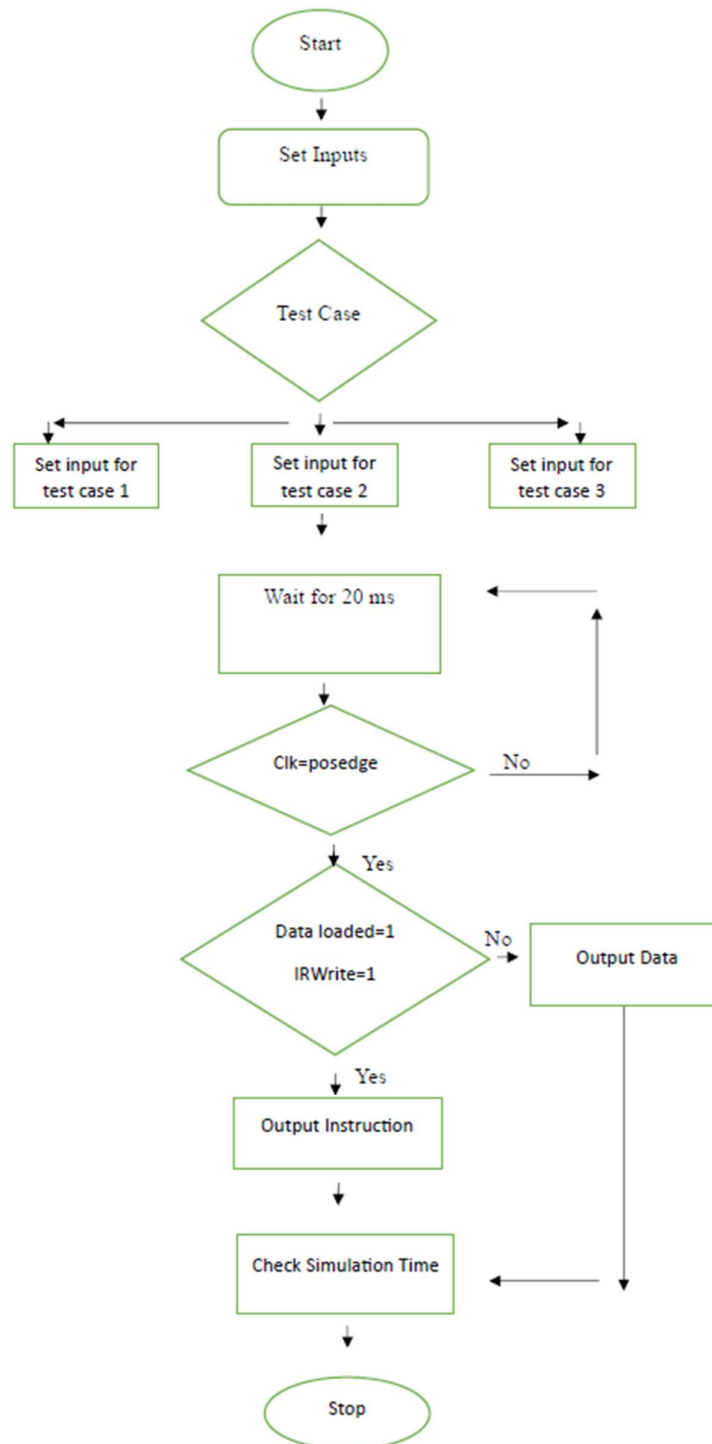 Start
Set Inputs
Test Case
Set input for
test case 1
Set input for
test case 2
Set input for
test case 3
Wait for 20 ms
Clk=posedge
No
Yes
Data loaded=1
IRWrite=1
No
Output Data
Yes
Output Instruction
Check Simulation Time
Stop